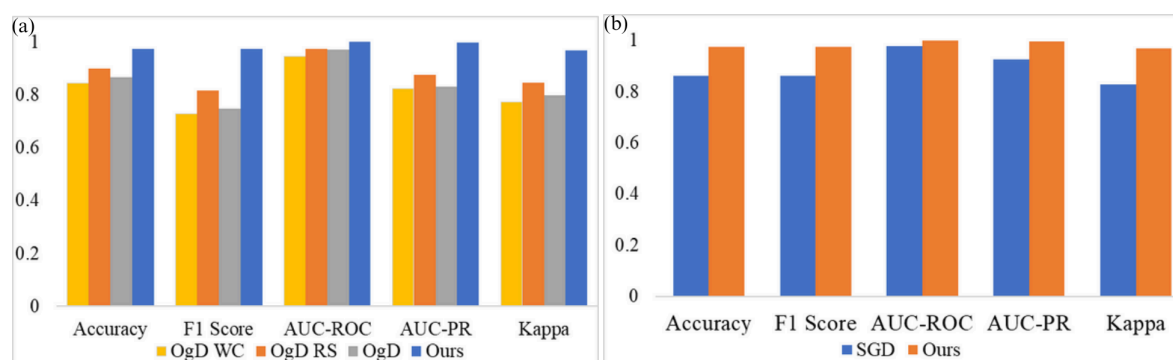 (a)
1
0.8
0.6
0.4
0.2
0
Accuracy F1 Score AUC-ROC AUC-PR Kappa
OgD WC OgD RS OgD Ours
(b)
1
0.8
0.6
0.4
0.2
0
Accuracy F1 Score AUC-ROC AUC-PR Kappa
SGD Ours